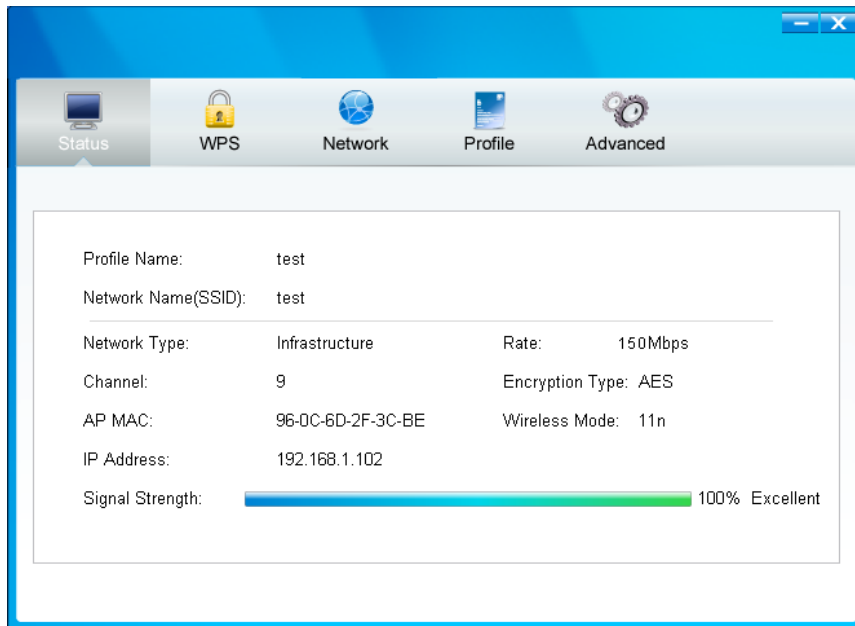 Status WPS Network Profile Advanced
Profile Name: test
Network Name(SSID): test
Network Type: Infrastructure Rate: 150Mbps
Channel: 9 Encryption Type: AES
AP MAC: 96-0C-6D-2F-3C-BE Wireless Mode: 11n
IP Address: 192.168.1.102
Signal Strength: 100% Excellent